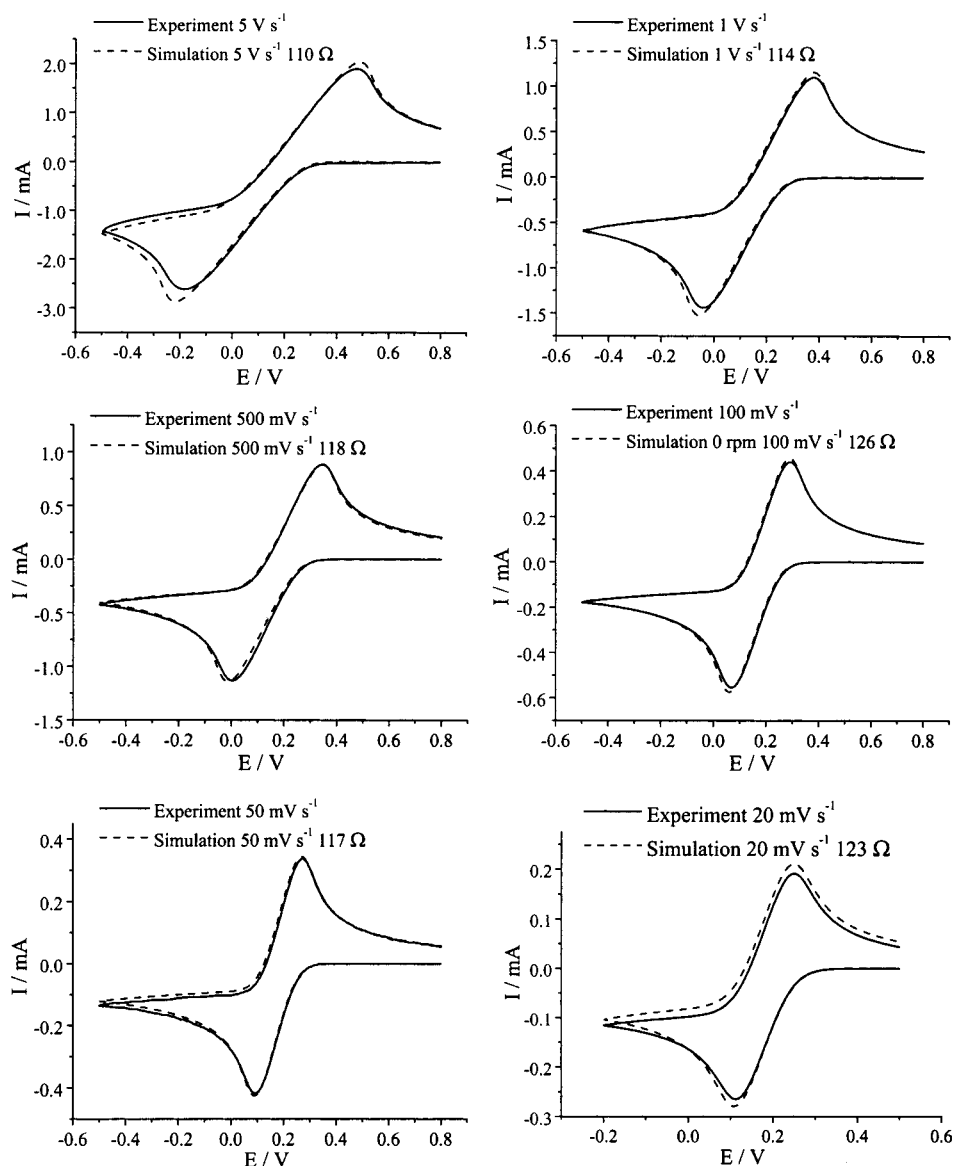 Experiment 5 V s⁻¹
Simulation 5 V s⁻¹ 110 Ω
I / mA
2.0
1.0
0.0
-1.0
-2.0
-3.0
-0.6 -0.4 -0.2 0.0 0.2 0.4 0.6 0.8
E / V
Experiment 1 V s⁻¹
Simulation 1 V s⁻¹ 114 Ω
I / mA
1.5
1.0
0.5
0.0
-0.5
-1.0
-1.5
-0.6 -0.4 -0.2 0.0 0.2 0.4 0.6 0.8
E / V
Experiment 500 mV s⁻¹
Simulation 500 mV s⁻¹ 118 Ω
I / mA
1.0
0.5
0.0
-0.5
-1.0
-1.5
-0.6 -0.4 -0.2 0.0 0.2 0.4 0.6 0.8
E / V
Experiment 100 mV s⁻¹
Simulation 0 rpm 100 mV s⁻¹ 126 Ω
I / mA
0.6
0.4
0.2
0.0
-0.2
-0.4
-0.6
-0.6 -0.4 -0.2 0.0 0.2 0.4 0.6 0.8
E / V
Experiment 50 mV s⁻¹
Simulation 50 mV s⁻¹ 117 Ω
I / mA
0.4
0.2
0.0
-0.2
-0.4
-0.6 -0.4 -0.2 0.0 0.2 0.4 0.6 0.8
E / V
Experiment 20 mV s⁻¹
Simulation 20 mV s⁻¹ 123 Ω
I / mA
0.2
0.1
0.0
-0.1
-0.2
-0.3
-0.2 0.0 0.2 0.4 0.6
E / V